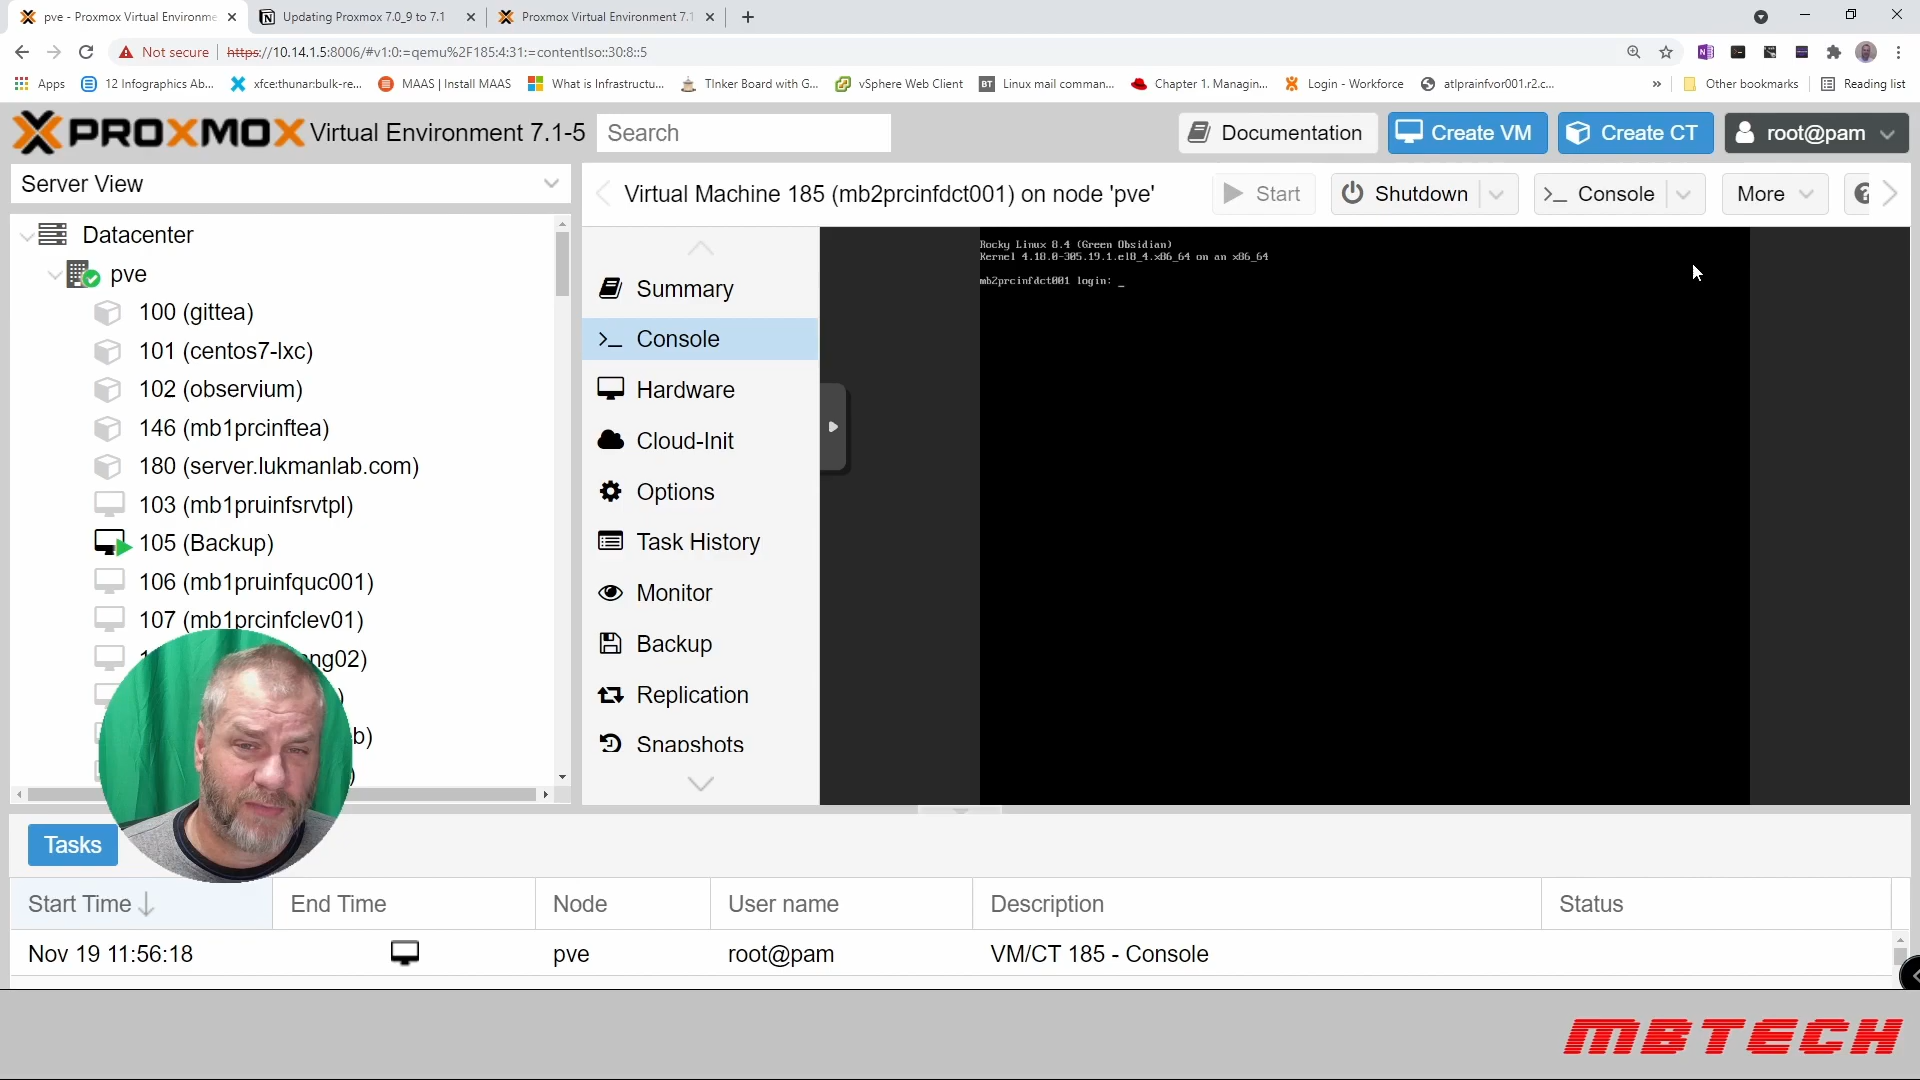 pve - Proxmox Virtual Environme
Updating Proxmox 7.0_9 to 7.1
Proxmox Virtual Environment 7.1
Not secure
https://10.14.1.5:8006/#v1:0:=qemu%2F185:4:31:=contentIso::30:8::5
Apps
12 Infographics Ab...
xfce:thunar:bulk-re...
MAAS | Install MAAS
What is Infrastructu...
TInker Board with G...
vSphere Web Client
BT
Linux mail comman...
Chapter 1. Managin...
Login - Workforce
atlprainfvor001.r2.c...
»
Other bookmarks
Reading list
PROXMOX Virtual Environment 7.1-5
Search
Documentation
Create VM
Create CT
root@pam
Server View
Virtual Machine 185 (mb2prcinfdct001) on node 'pve'
Start
Shutdown
Console
More
Datacenter
pve
100 (gittea)
101 (centos7-lxc)
102 (observium)
146 (mb1prcinftea)
180 (server.lukmanlab.com)
103 (mb1pruinfsrvtpl)
105 (Backup)
106 (mb1pruinfquc001)
107 (mb1prcinfclev01)
ng02)
)
b)
)
Summary
Console
Hardware
Cloud-Init
Options
Task History
Monitor
Backup
Replication
Snapshots
Rocky Linux 8.4 (Green Obsidian)
Kernel 4.18.0-305.19.1.el8_4.x86_64 on an x86_64
mb2prcinfdct001 login: _
Tasks
Start Time
End Time
Node
User name
Description
Status
Nov 19 11:56:18
pve
root@pam
VM/CT 185 - Console
MBTECH